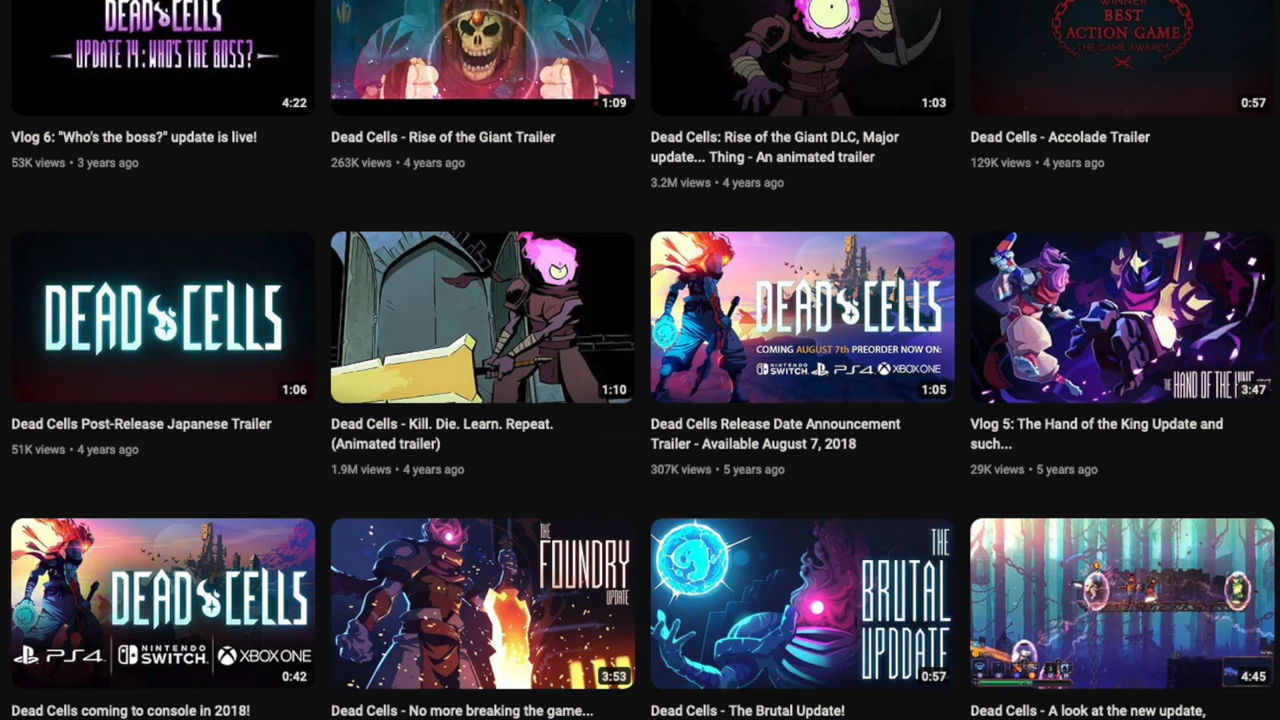 DEAD CELLS
UPDATE 14: WHO'S THE BOSS?
4:22
1:09
1:03
WINNER
BEST
ACTION GAME
THE GAME AWARDS
0:57
Vlog 6: "Who's the boss?" update is live!
53K views • 3 years ago
Dead Cells - Rise of the Giant Trailer
263K views • 4 years ago
Dead Cells: Rise of the Giant DLC, Major
update... Thing - An animated trailer
3.2M views • 4 years ago
Dead Cells - Accolade Trailer
129K views • 4 years ago
DEAD CELLS
1:06
1:10
DEAD CELLS
COMING AUGUST 7th PREORDER NOW ON:
NINTENDO SWITCH PS4 XBOX ONE
1:05
THE HAND OF THE KING
3:47
Dead Cells Post-Release Japanese Trailer
51K views • 4 years ago
Dead Cells - Kill. Die. Learn. Repeat.
(Animated trailer)
1.9M views • 4 years ago
Dead Cells Release Date Announcement
Trailer - Available August 7, 2018
307K views • 5 years ago
Vlog 5: The Hand of the King Update and
such...
29K views • 5 years ago
DEAD CELLS
PS4 NINTENDO SWITCH XBOX ONE
0:42
THE
FOUNDRY
UPDATE
3:53
THE
BRUTAL
UPDDATE
0:57
4:45
Dead Cells coming to console in 2018!
Dead Cells - No more breaking the game...
Dead Cells - The Brutal Update!
Dead Cells - A look at the new update,